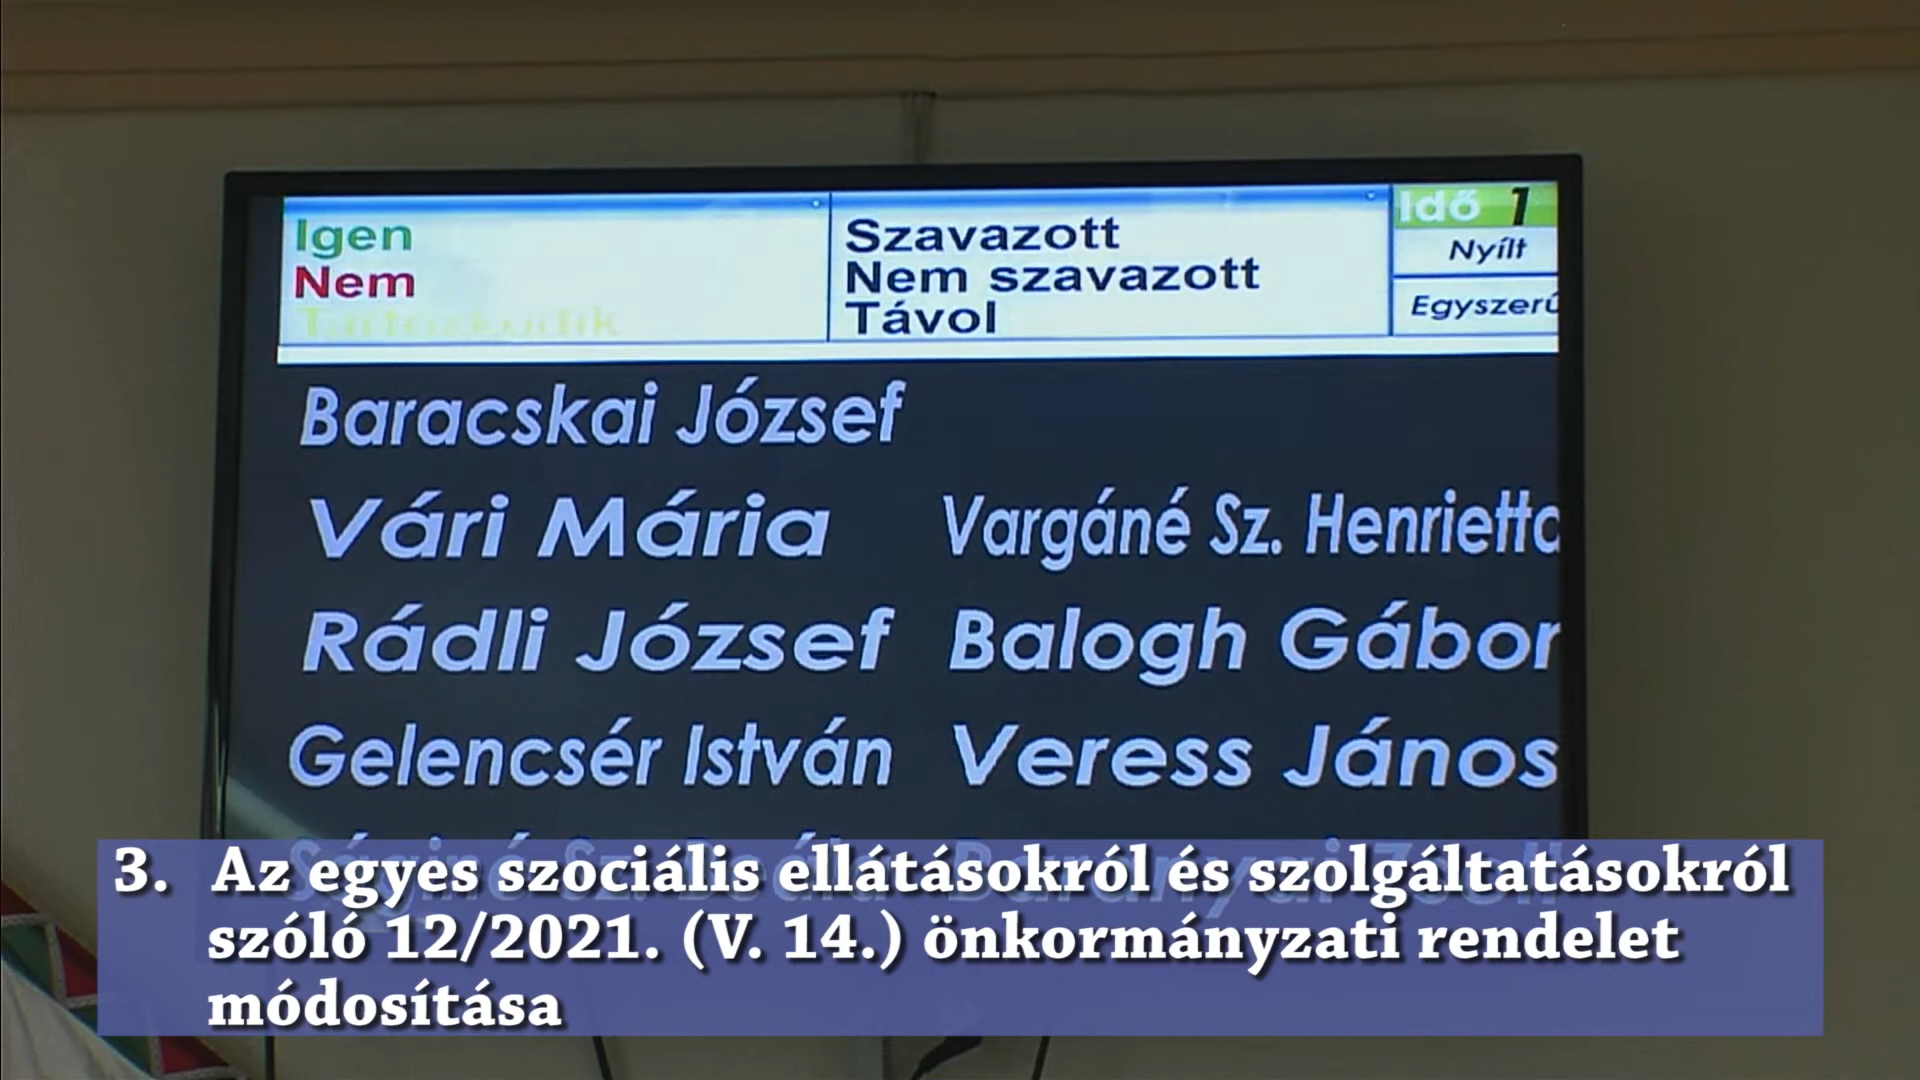 Igen
Nem
Tartózkodik
Szavazott
Nem szavazott
Távol
Idő 1
Nyílt
Egyszerű
Baracskai József
Vári Mária Vargáné Sz. Henrietta
Rádli József Balogh Gábor
Gelencsér István Veress János
3. Az egyes szociális ellátásokról és szolgáltatásokról
szóló 12/2021. (V. 14.) önkormányzati rendelet
módosítása